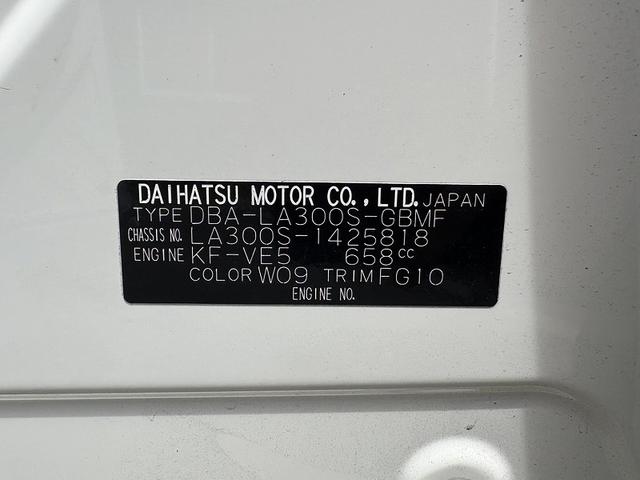 DAIHATSU MOTOR CO., LTD. JAPAN
TYPE DBA-LA300S-GBMF
CHASSIS NO. LA300S-1425818
ENGINE KF-VE5 658cc
COLOR W09 TRIM FG10
ENGINE NO.